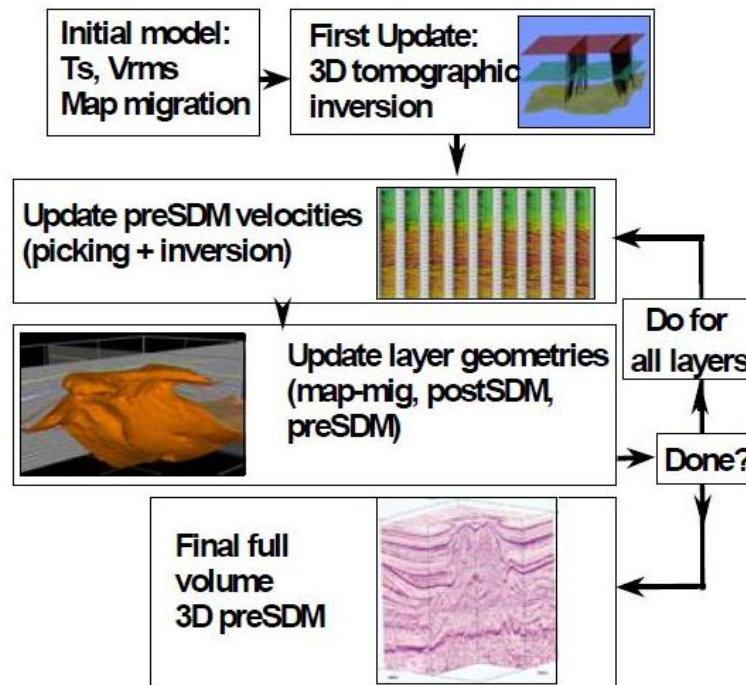 Initial model:
Ts, Vrms
Map migration
First Update:
3D tomographic
inversion
Update preSDM velocities
(picking + inversion)
Update layer geometries
(map-mig, postSDM,
preSDM)
Do for
all layers
Done?
Final full
volume
3D preSDM